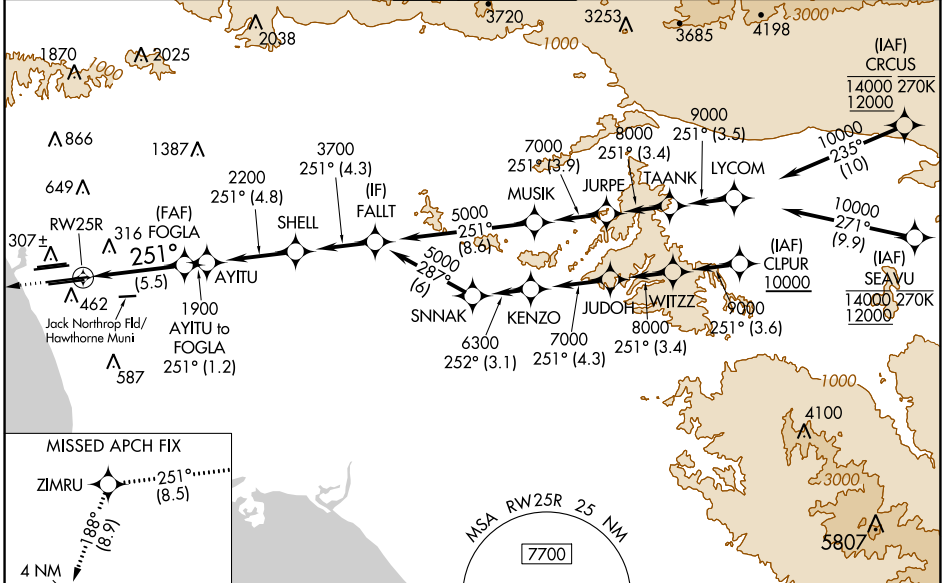 3720
3253
3000
2038
1000
3685
4198
1870
1000
2025
(IAF)
CRCUS
14000 270K
12000
866
1387
649
3700
251° (4.3)
7000
251° (3.9)
8000
251° (3.4)
9000
251° (3.5)
10000
235°
(10)
2200
251° (4.8)
(IF)
FALLT
MUSIK
JURPE
TAANK
LYCOM
RW25R
(FAF)
FOGLA
SHELL
5000
251°
(8.6)
10000
271°
(9.9)
307±
316
251°
(5.5)
AYITU
5000
287°
(6)
(IAF)
CLPUR
10000
(IAF)
SEAVU
14000 270K
12000
462
1900
AYITU to
FOGLA
251° (1.2)
Jack Northrop Fld/
Hawthorne Muni
SNNAK
KENZO
JUDOH
WITZZ
6300
252° (3.1)
7000
251° (4.3)
8000
251° (3.4)
9000
251° (3.6)
587
1000
4100
3000
5807
MISSED APCH FIX
ZIMRU
251°
(8.5)
188°
(8.9)
4 NM
MSA RW25R 25 NM
7700